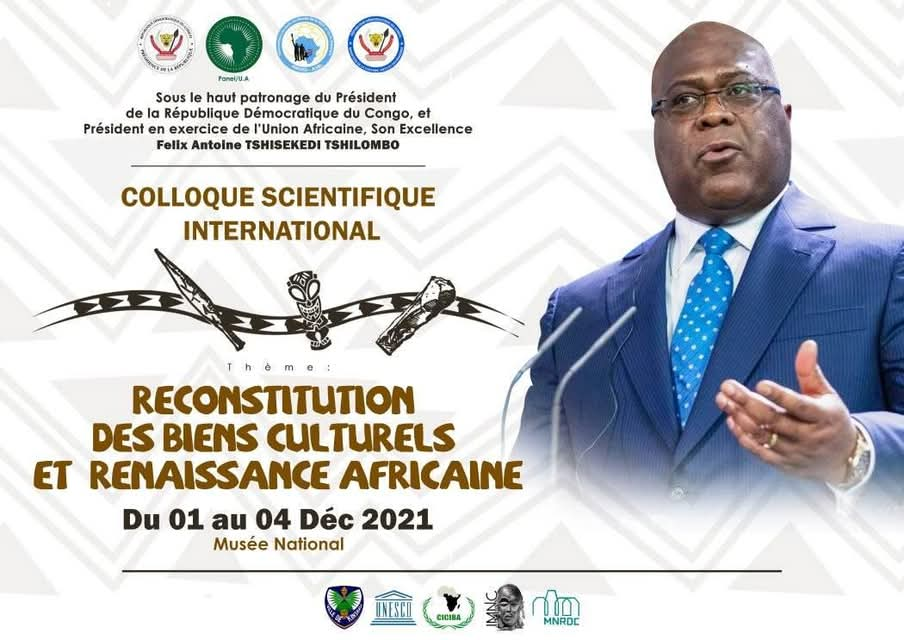 Panel/U.A
Sous le haut patronage du Président
de la République Démocratique du Congo, et
Président en exercice de l'Union Africaine, Son Excellence
Felix Antoine TSHISEKEDI TSHILOMBO
COLLOQUE SCIENTIFIQUE
INTERNATIONAL
Thème:
RECONSTITUTION
DES BIENS CULTURELS
ET RENAISSANCE AFRICAINE
Du 01 au 04 Déc 2021
Musée National
UNESCO
CICIBA
IMNC
MNRDC